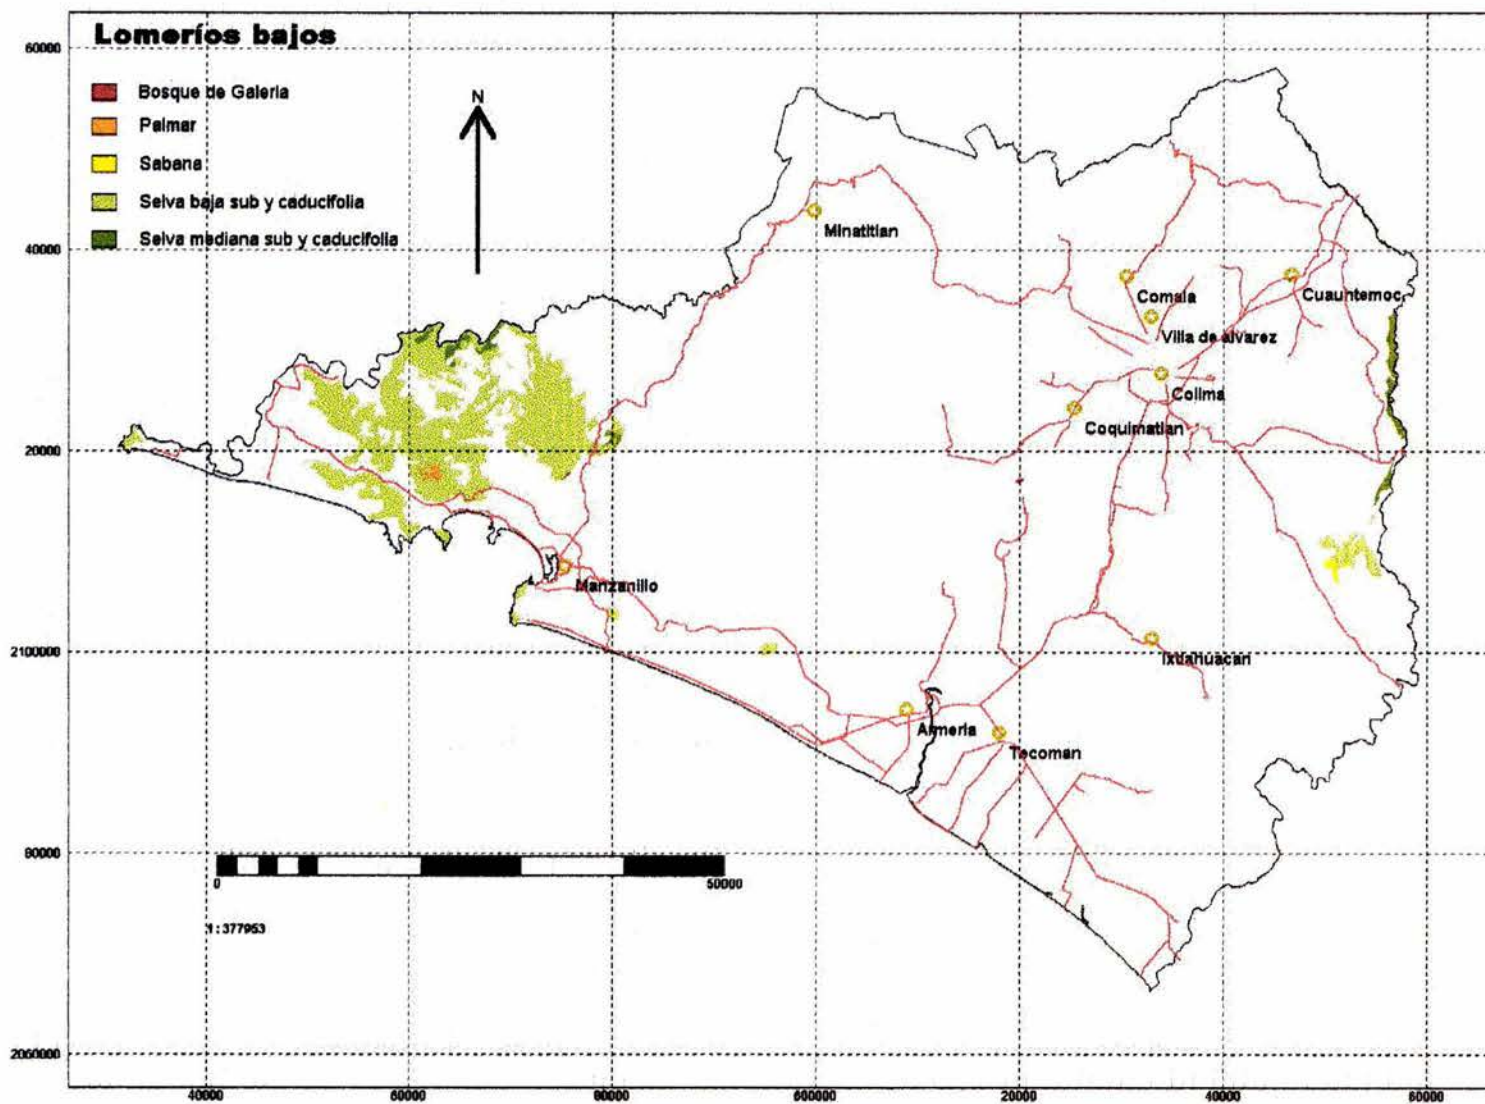 Lomeríos bajos
Bosque de Galeria
Palmar
Sabana
Selva baja sub y caducifolia
Selva mediana sub y caducifolia
N
60000
40000
20000
2100000
80000
2060000
Minatitlan
Comala
Cuauhtemoc
Villa de alvarez
Colima
Coquimatlan
Manzanillo
Ixtlahuacan
Armeria
Tecoman
0
50000
1:377953
40000
60000
80000
600000
20000
40000
60000